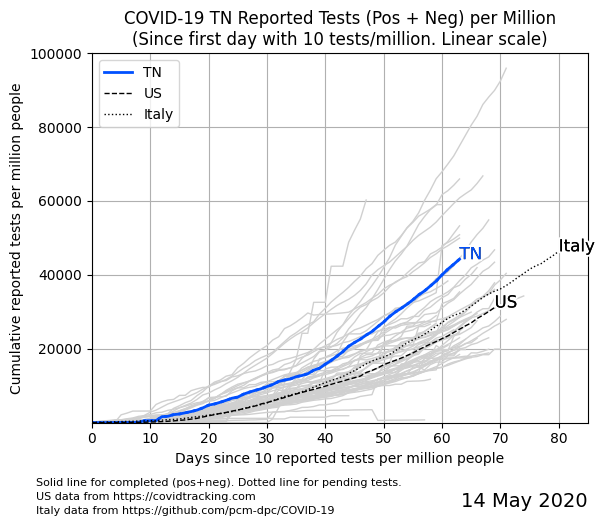 COVID-19 TN Reported Tests (Pos + Neg) per Million
(Since first day with 10 tests/million. Linear scale)
100000
80000
60000
40000
20000
Cumulative reported tests per million people
TN
US
Italy
TN
Italy
US
0 10 20 30 40 50 60 70 80
Days since 10 reported tests per million people
Solid line for completed (pos+neg). Dotted line for pending tests.
US data from https://covidtracking.com
Italy data from https://github.com/pcm-dpc/COVID-19
14 May 2020